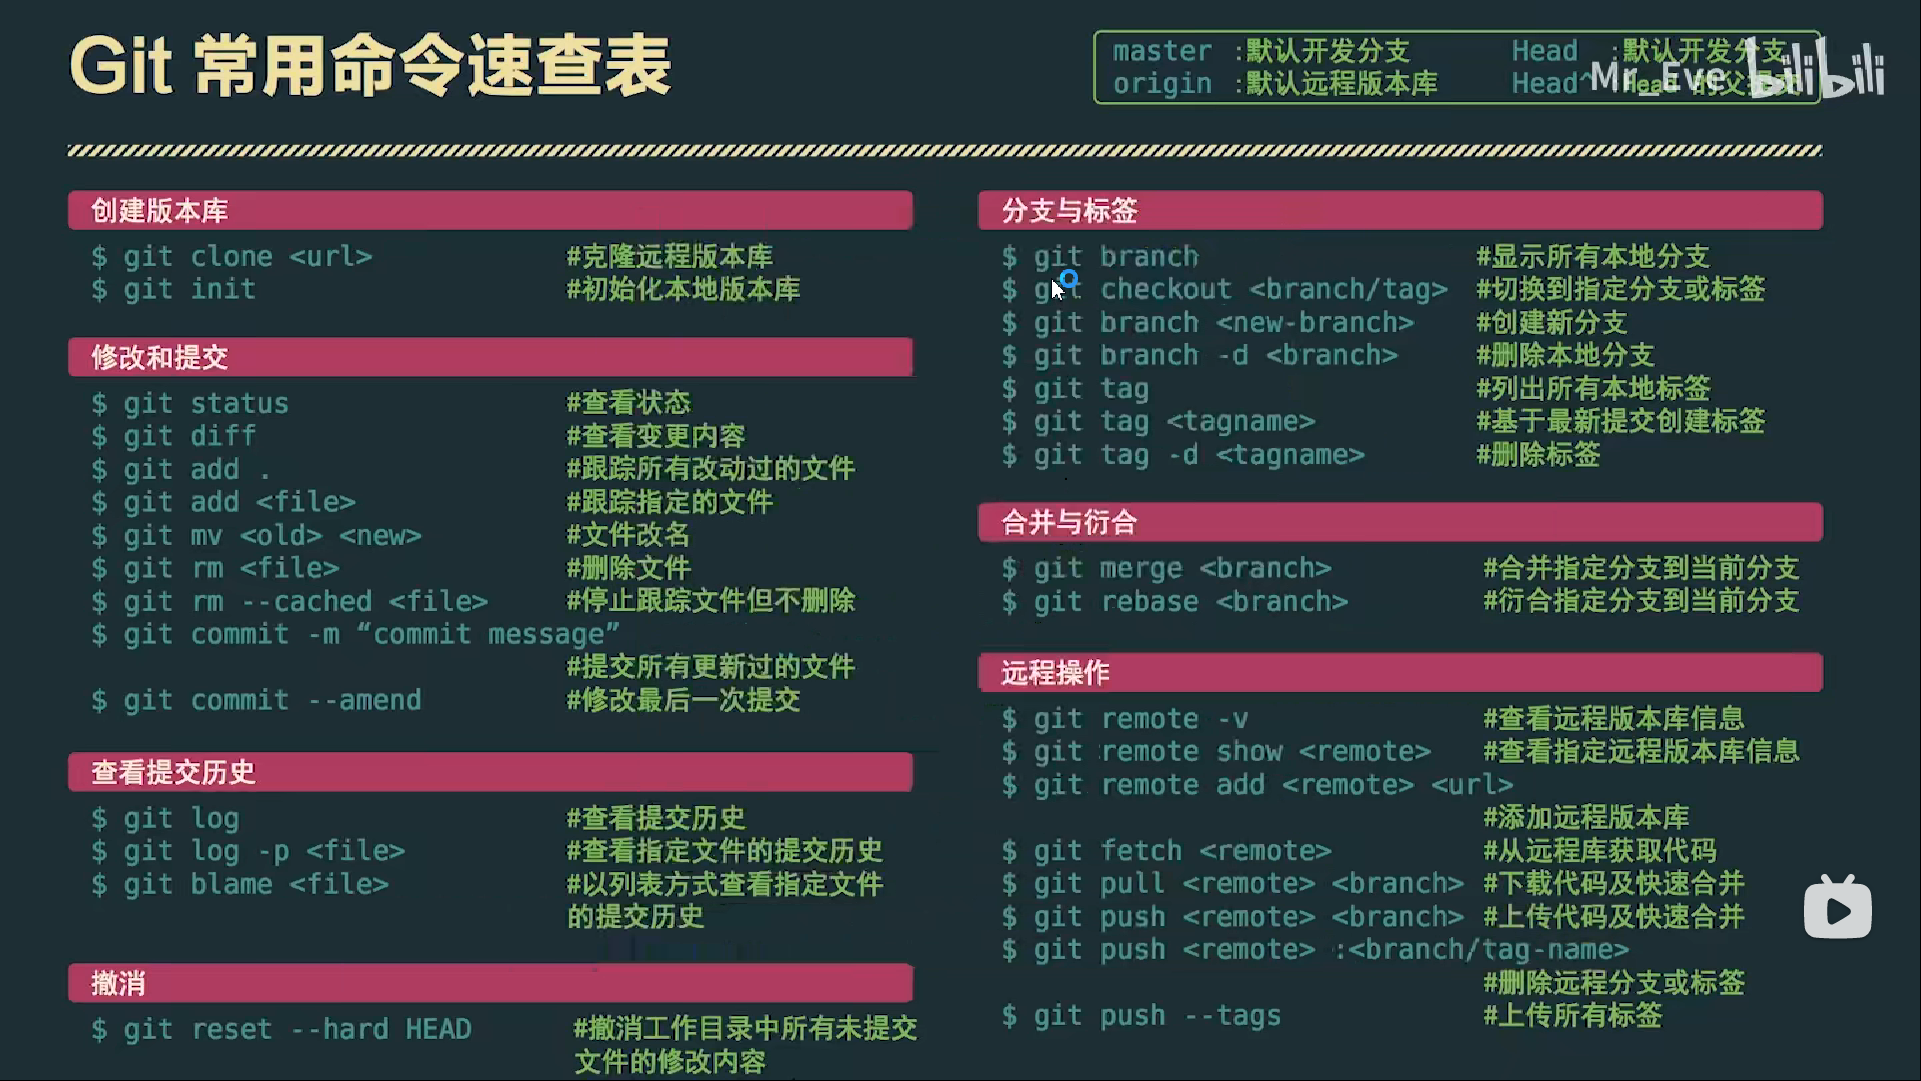 Git 常用命令速查表
master :默认开发分支 Head :默认开发分支
origin :默认远程版本库 Head^ :Head 的父
Mr_Eve bilibili
创建版本库
$ git clone <url> #克隆远程版本库
$ git init #初始化本地版本库
修改和提交
$ git status #查看状态
$ git diff #查看变更内容
$ git add . #跟踪所有改动过的文件
$ git add <file> #跟踪指定的文件
$ git mv <old> <new> #文件改名
$ git rm <file> #删除文件
$ git rm --cached <file> #停止跟踪文件但不删除
$ git commit -m “commit message”
#提交所有更新过的文件
$ git commit --amend #修改最后一次提交
查看提交历史
$ git log #查看提交历史
$ git log -p <file> #查看指定文件的提交历史
$ git blame <file> #以列表方式查看指定文件
的提交历史
撤消
$ git reset --hard HEAD #撤消工作目录中所有未提交
文件的修改内容
分支与标签
$ git branch #显示所有本地分支
$ git checkout <branch/tag> #切换到指定分支或标签
$ git branch <new-branch> #创建新分支
$ git branch -d <branch> #删除本地分支
$ git tag #列出所有本地标签
$ git tag <tagname> #基于最新提交创建标签
$ git tag -d <tagname> #删除标签
合并与衍合
$ git merge <branch> #合并指定分支到当前分支
$ git rebase <branch> #衍合指定分支到当前分支
远程操作
$ git remote -v #查看远程版本库信息
$ git remote show <remote> #查看指定远程版本库信息
$ git remote add <remote> <url>
#添加远程版本库
$ git fetch <remote> #从远程库获取代码
$ git pull <remote> <branch> #下载代码及快速合并
$ git push <remote> <branch> #上传代码及快速合并
$ git push <remote> :<branch/tag-name>
#删除远程分支或标签
$ git push --tags #上传所有标签